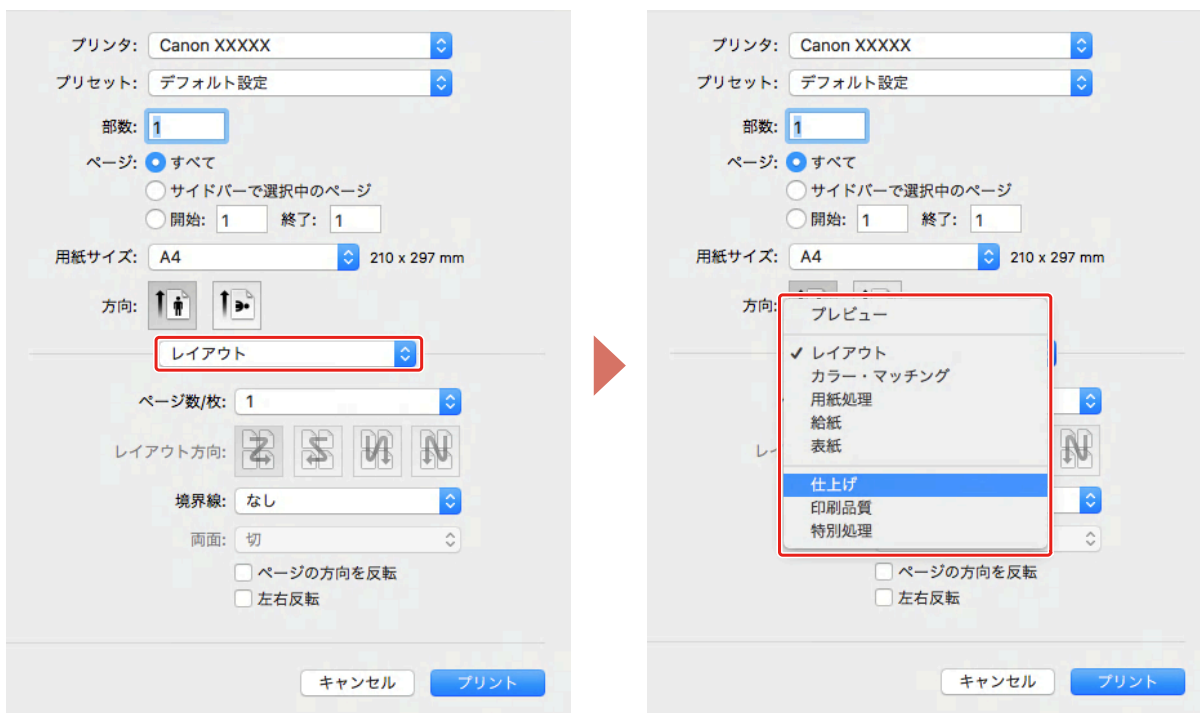 プリンタ: Canon XXXXX
プリセット: デフォルト設定
部数: 1
ページ: すべて
サイドバーで選択中のページ
開始: 1 終了: 1
用紙サイズ: A4 210 x 297 mm
方向:
レイアウト
ページ数/枚: 1
レイアウト方向:
境界線: なし
両面: 切
ページの方向を反転
左右反転
キャンセル プリント
プリンタ: Canon XXXXX
プリセット: デフォルト設定
部数: 1
ページ: すべて
サイドバーで選択中のページ
開始: 1 終了: 1
用紙サイズ: A4 210 x 297 mm
方向:
プレビュー
レイアウト
カラー・マッチング
用紙処理
給紙
表紙
仕上げ
印刷品質
特別処理
レイ
ページの方向を反転
左右反転
キャンセル プリント